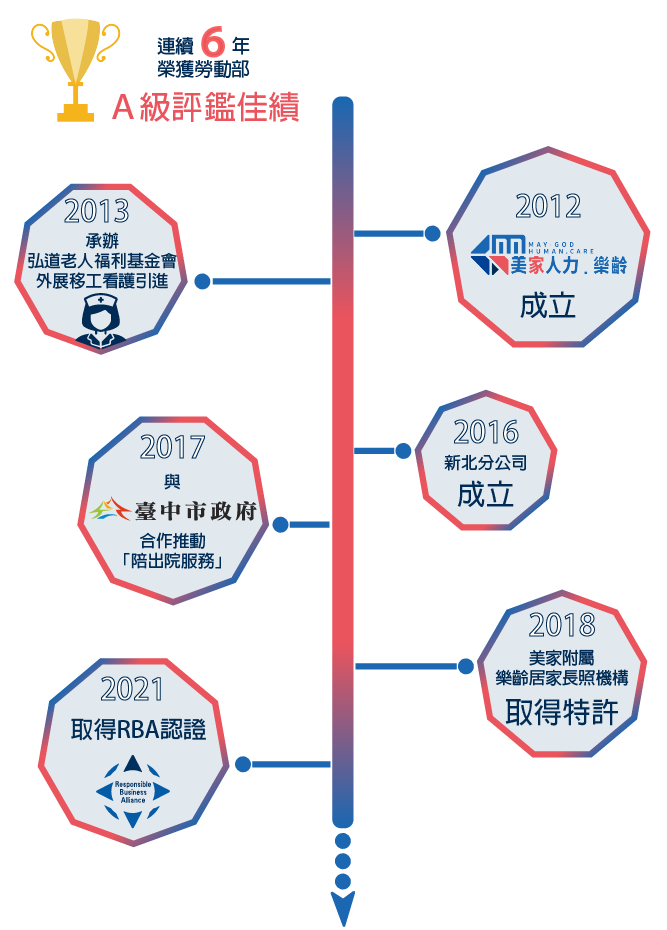 連續 6 年
榮獲勞動部
A 級評鑑佳績
2012
MAY-GOD
HUMAN.CARE
美家人力.樂齡
成立
2013
承辦
弘道老人福利基金會
外展移工看護引進
2016
新北分公司
成立
2017
與
臺中市政府
合作推動
「陪出院服務」
2018
美家附屬
樂齡居家長照機構
取得特許
2021
取得RBA認證
Responsible
Business
Alliance